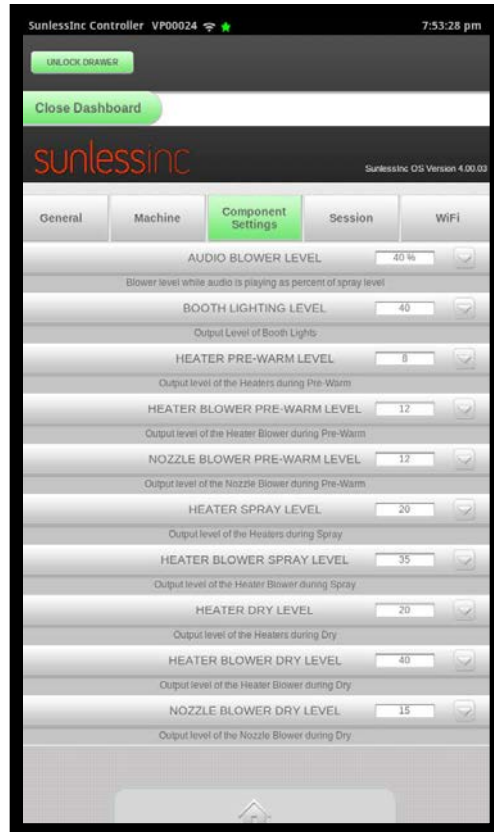 SunlessInc Controller VP00024 7:53:28 pm
UNLOCK DRAWER
Close Dashboard
sunlessinc
SunlessInc OS Version 4.00.03
General Machine Component Settings Session WiFi
AUDIO BLOWER LEVEL 40 %
Blower level while audio is playing as percent of spray level
BOOTH LIGHTING LEVEL 40
Output Level of Booth Lights
HEATER PRE-WARM LEVEL 8
Output level of the Heaters during Pre-Warm
HEATER BLOWER PRE-WARM LEVEL 12
Output level of the Heater Blower during Pre-Warm
NOZZLE BLOWER PRE-WARM LEVEL 12
Output level of the Nozzle Blower during Pre-Warm
HEATER SPRAY LEVEL 20
Output level of the Heaters during Spray
HEATER BLOWER SPRAY LEVEL 35
Output level of the Heater Blower during Spray
HEATER DRY LEVEL 20
Output level of the Heaters during Dry
HEATER BLOWER DRY LEVEL 40
Output level of the Heater Blower during Dry
NOZZLE BLOWER DRY LEVEL 15
Output level of the Nozzle Blower during Dry